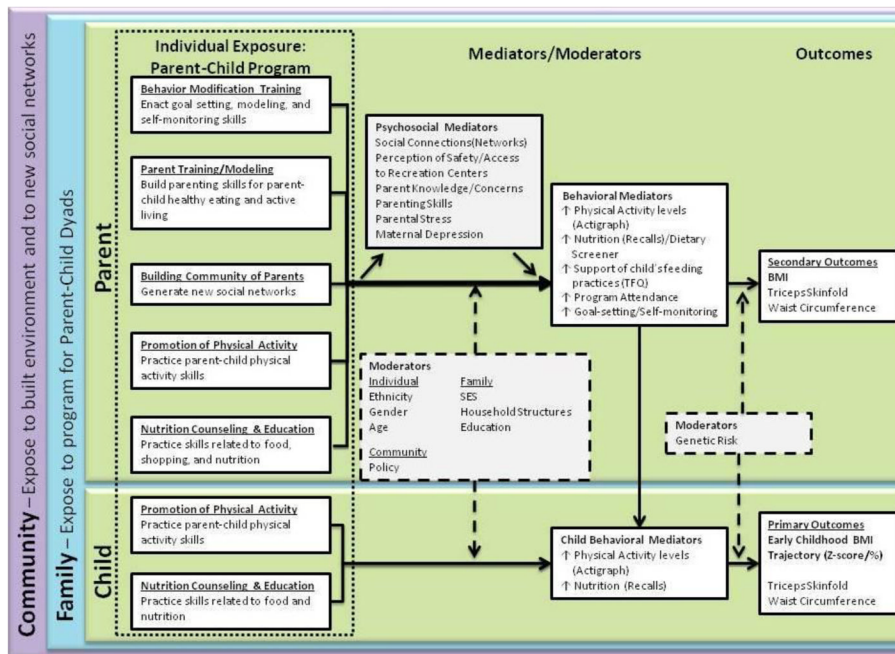 Community – Expose to built environment and to new social networks
Family – Expose to program for Parent-Child Dyads
Parent
Child
Individual Exposure:
Parent-Child Program
Mediators/Moderators
Outcomes
Behavior Modification Training
Enact goal setting, modeling, and
self-monitoring skills
Parent Training/Modeling
Build parenting skills for parent-
child healthy eating and active
living
Building Community of Parents
Generate new social networks
Promotion of Physical Activity
Practice parent-child physical
activity skills
Nutrition Counseling & Education
Practice skills related to food,
shopping, and nutrition
Psychosocial Mediators
Social Connections(Networks)
Perception of Safety/Access
to Recreation Centers
Parent Knowledge/Concerns
Parenting Skills
Parental Stress
Maternal Depression
Behavioral Mediators
↑ Physical Activity levels
(Actigraph)
↑ Nutrition (Recalls)/Dietary
Screener
↑ Support of child's feeding
practices (TFQ)
↑ Program Attendance
↑ Goal-setting/Self-monitoring
Secondary Outcomes
BMI
Triceps Skinfold
Waist Circumference
Moderators
Individual Family
Ethnicity SES
Gender Household Structures
Age Education
Community
Policy
Moderators
Genetic Risk
Promotion of Physical Activity
Practice parent-child physical
activity skills
Nutrition Counseling & Education
Practice skills related to food and
nutrition
Child Behavioral Mediators
↑ Physical Activity levels
(Actigraph)
↑ Nutrition (Recalls)
Primary Outcomes
Early Childhood BMI
Trajectory (Z-score/%)
Triceps Skinfold
Waist Circumference